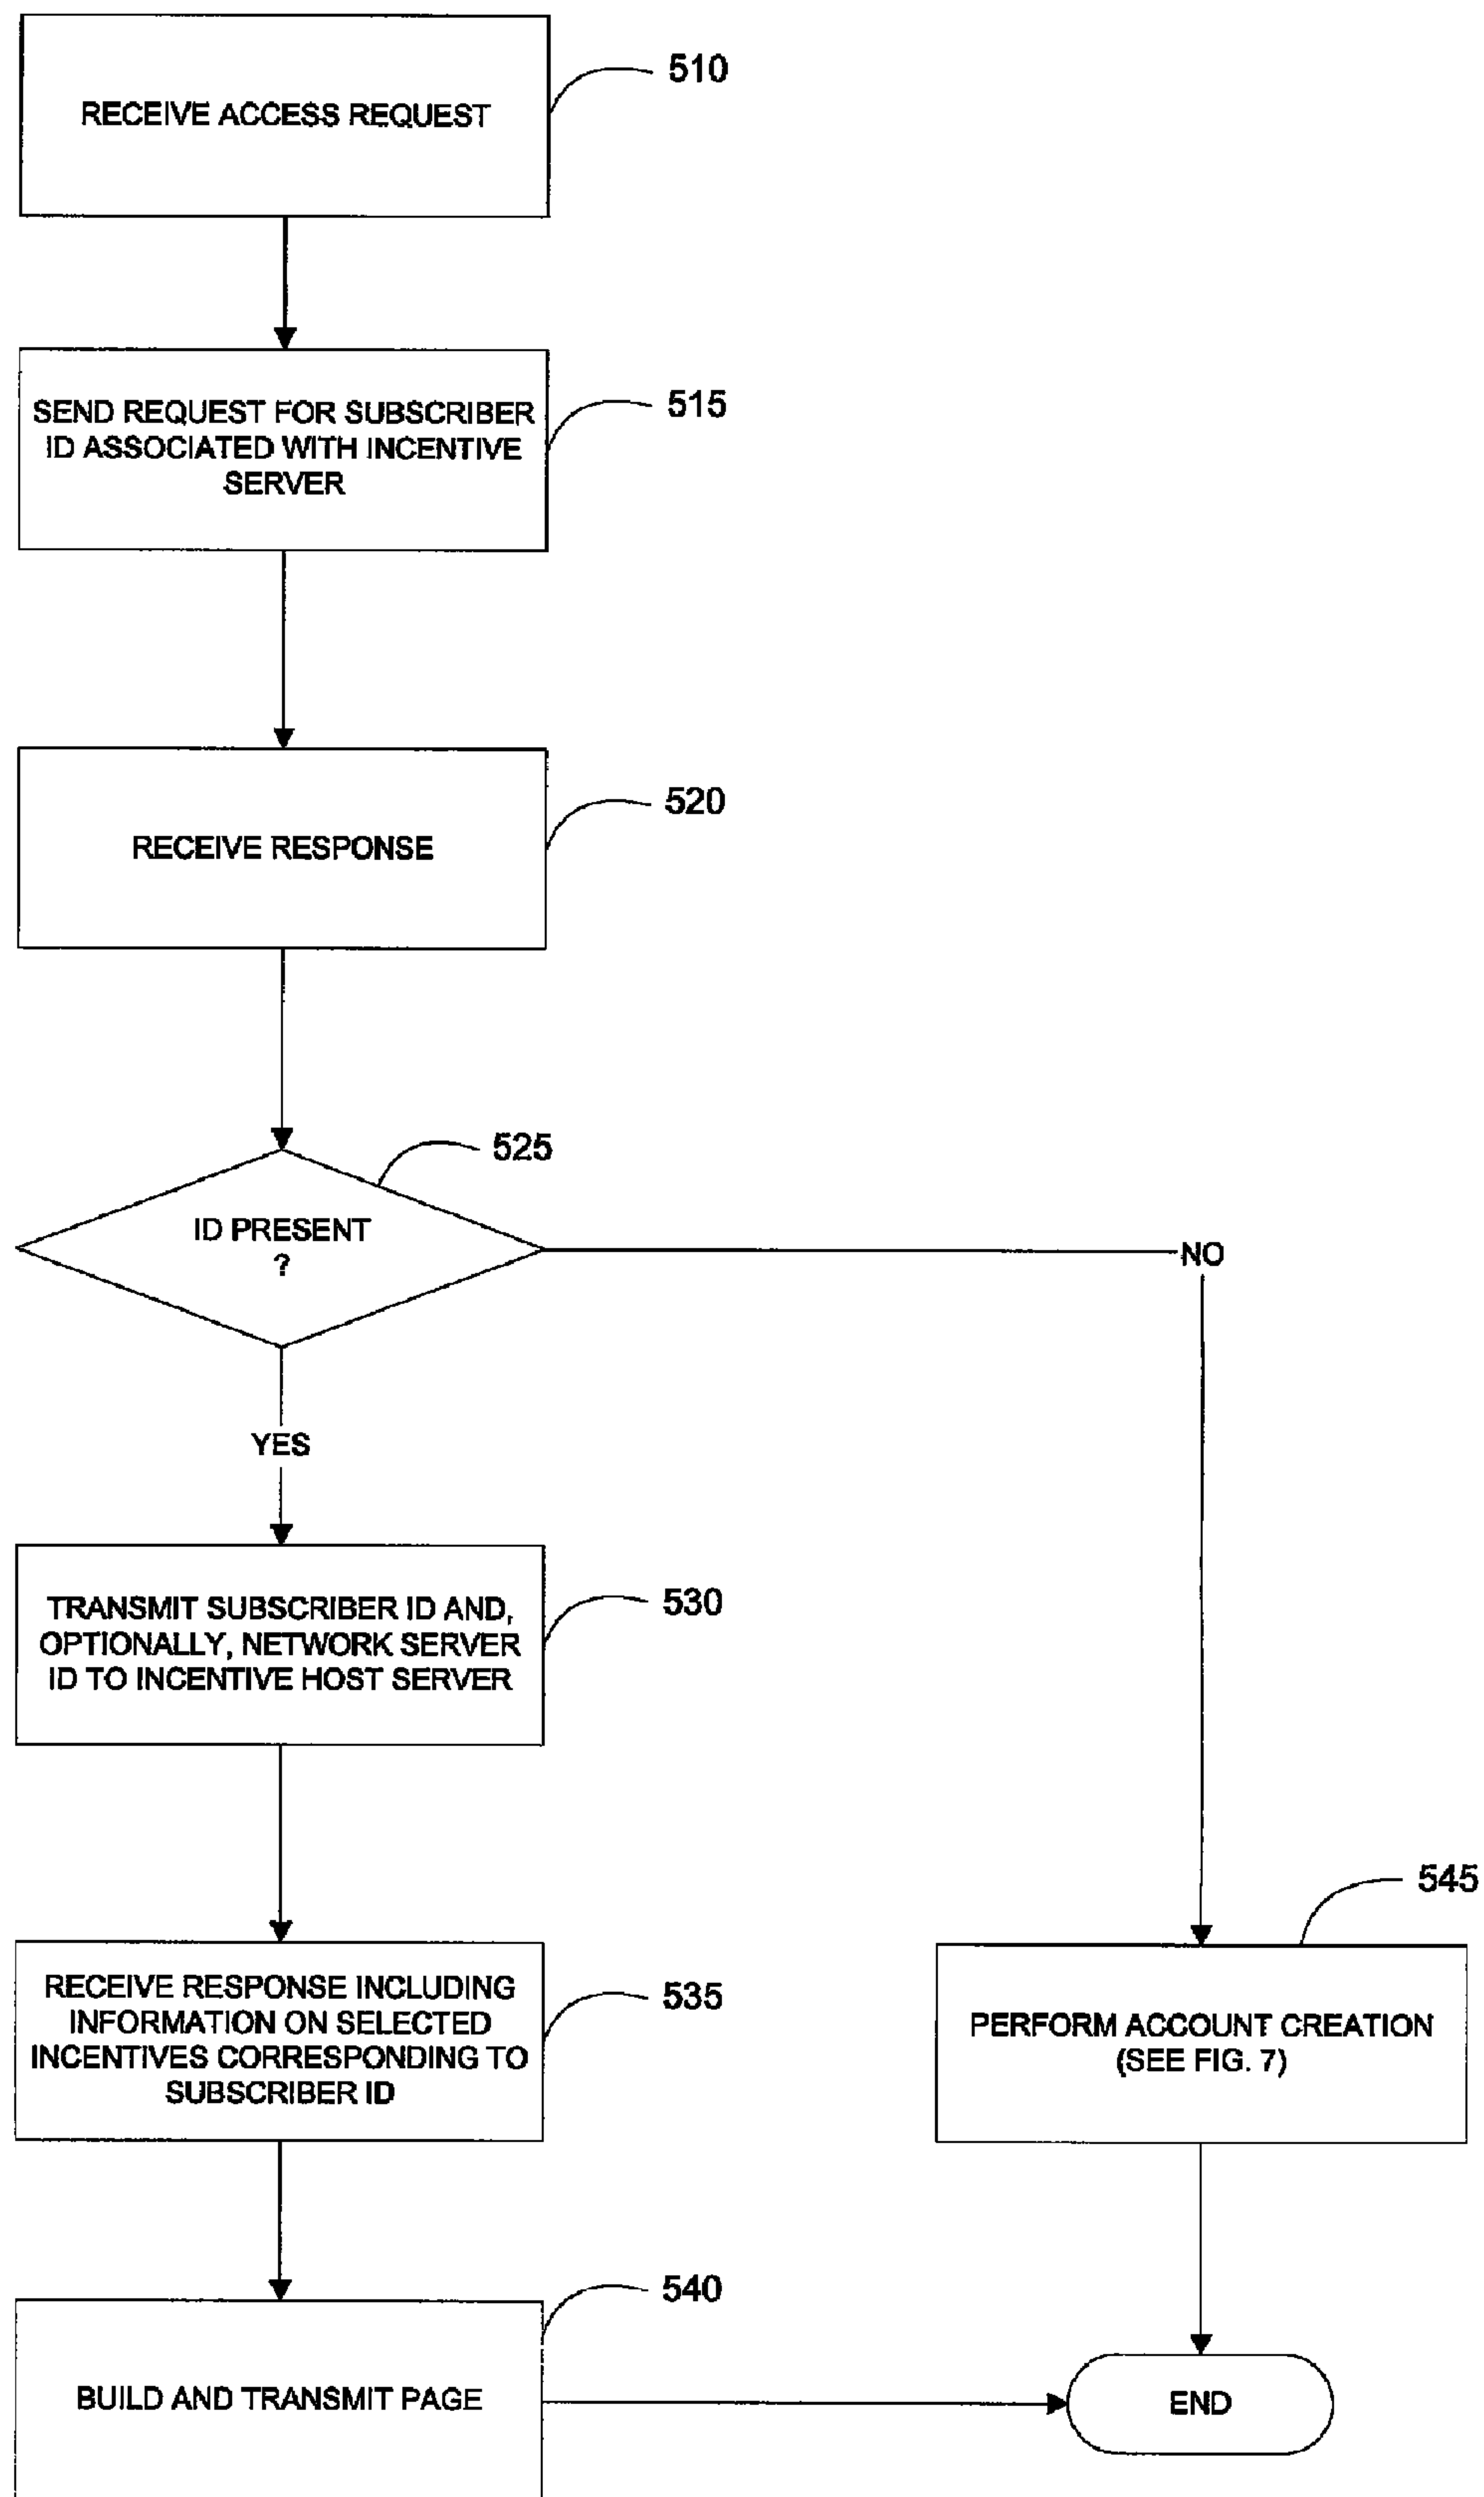 RECEIVE ACCESS REQUEST
510
SEND REQUEST FOR SUBSCRIBER
ID ASSOCIATED WITH INCENTIVE
SERVER
515
RECEIVE RESPONSE
520
525
ID PRESENT
?
NO
YES
TRANSMIT SUBSCRIBER ID AND,
OPTIONALLY, NETWORK SERVER
ID TO INCENTIVE HOST SERVER
530
RECEIVE RESPONSE INCLUDING
INFORMATION ON SELECTED
INCENTIVES CORRESPONDING TO
SUBSCRIBER ID
535
545
PERFORM ACCOUNT CREATION
(SEE FIG. 7)
540
BUILD AND TRANSMIT PAGE
END